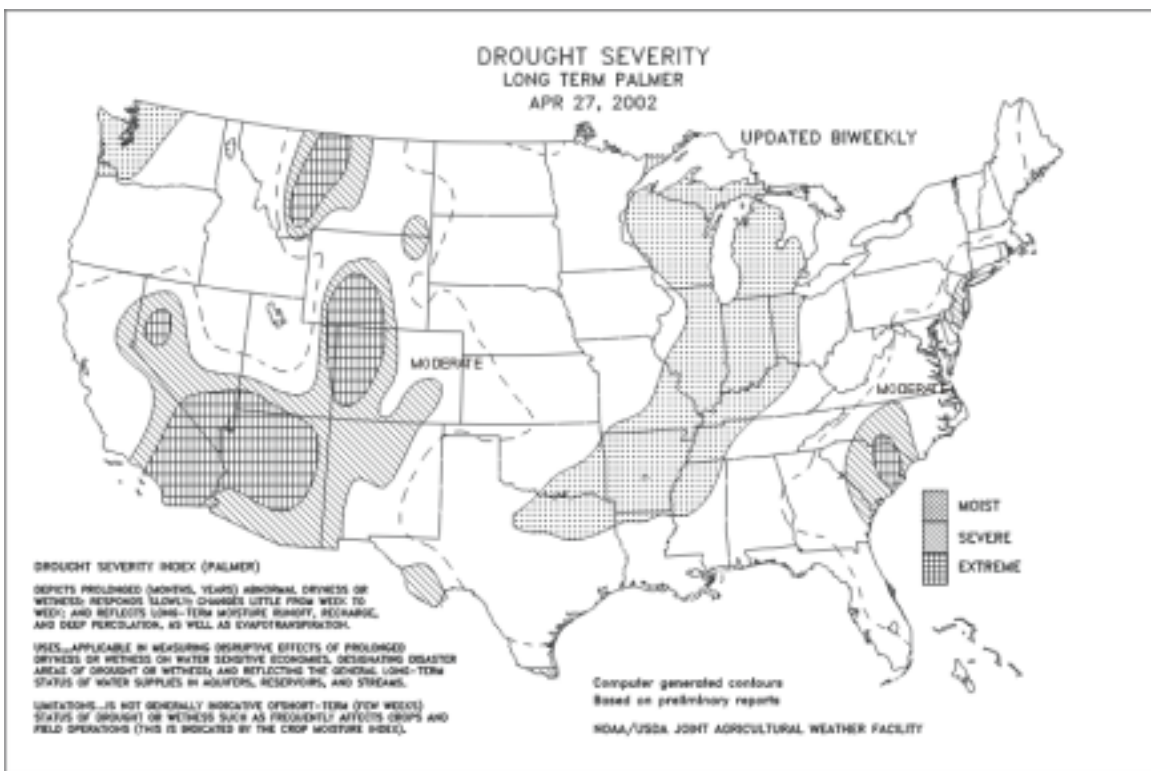 DROUGHT SEVERITY
LONG TERM PALMER
APR 27, 2002
UPDATED BIWEEKLY
MODERATE
MODERATE
MOIST
SEVERE
EXTREME
DROUGHT SEVERITY INDEX (PALMER)
DEPICTS PROLONGED (MONTHS, YEARS) ABNORMAL DRYNESS OR
WETNESS; RESPONDS SLOWLY; CHANGES LITTLE FROM WEEK TO
WEEK; AND REFLECTS LONG-TERM MOISTURE RUNOFF, RECHARGE,
AND DEEP PERCOLATION, AS WELL AS EVAPOTRANSPIRATION.
USES...APPLICABLE IN MEASURING DISRUPTIVE EFFECTS OF PROLONGED
DRYNESS OR WETNESS ON WATER SENSITIVE ECONOMIES, DESIGNATING DISASTER
AREAS OF DROUGHT OR WETNESS; AND REFLECTING THE GENERAL LONG-TERM
STATUS OF WATER SUPPLIES IN AQUIFERS, RESERVOIRS, AND STREAMS.
LIMITATIONS...IS NOT GENERALLY INDICATIVE OFSHORT-TERM (FEW WEEKS)
STATUS OF DROUGHT OR WETNESS SUCH AS FREQUENTLY AFFECTS CROPS AND
FIELD OPERATIONS (THIS IS INDICATED BY THE CROP MOISTURE INDEX).
Computer generated contours
Based on preliminary reports
NOAA/USDA JOINT AGRICULTURAL WEATHER FACILITY